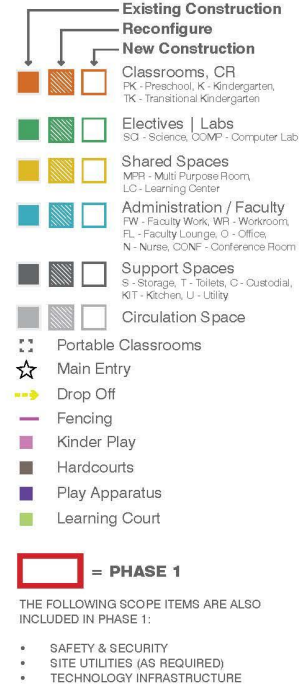 Existing Construction
Reconfigure
New Construction
Classrooms, CR
PK - Preschool, K - Kindergarten,
TK - Transitional Kindergarten
Electives | Labs
SCI - Science, COMP - Computer Lab
Shared Spaces
MPR - Multi Purpose Room,
LC - Learning Center
Administration / Faculty
FW - Faculty Work, WR - Workroom,
FL - Faculty Lounge, O - Office,
N - Nurse, CONF - Conference Room
Support Spaces
S - Storage, T - Toilets, C - Custodial,
KIT - Kitchen, U - Utility
Circulation Space
Portable Classrooms
Main Entry
Drop Off
Fencing
Kinder Play
Hardcourts
Play Apparatus
Learning Court
= PHASE 1
THE FOLLOWING SCOPE ITEMS ARE ALSO
INCLUDED IN PHASE 1:
• SAFETY & SECURITY
• SITE UTILITIES (AS REQUIRED)
• TECHNOLOGY INFRASTRUCTURE